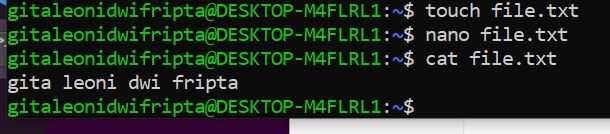 gitaleonidwifripta@DESKTOP-M4FLRL1:~$ touch file.txt
gitaleonidwifripta@DESKTOP-M4FLRL1:~$ nano file.txt
gitaleonidwifripta@DESKTOP-M4FLRL1:~$ cat file.txt
gita leoni dwi fripta
gitaleonidwifripta@DESKTOP-M4FLRL1:~$